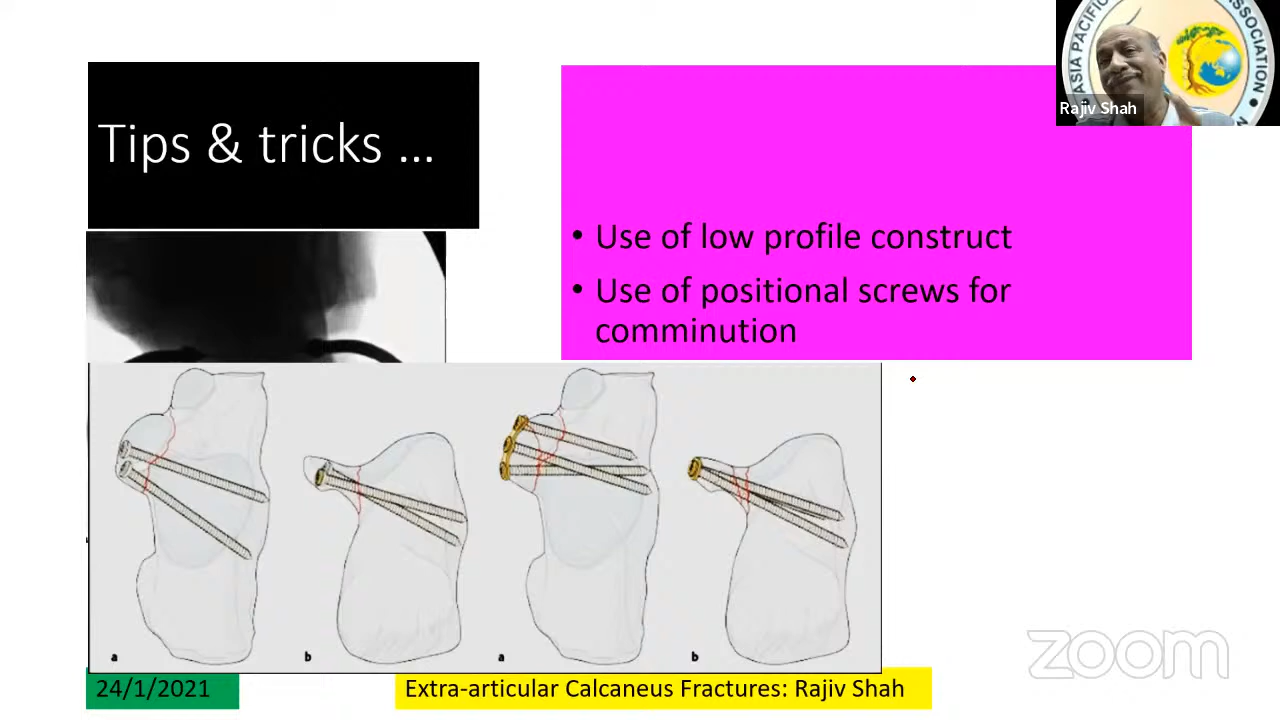 ASIA PACIFIC
ASSOCIATION
Rajiv Shah
Tips & tricks ...
• Use of low profile construct
• Use of positional screws for
comminution
a
b
a
b
24/1/2021
Extra-articular Calcaneus Fractures: Rajiv Shah
zoom